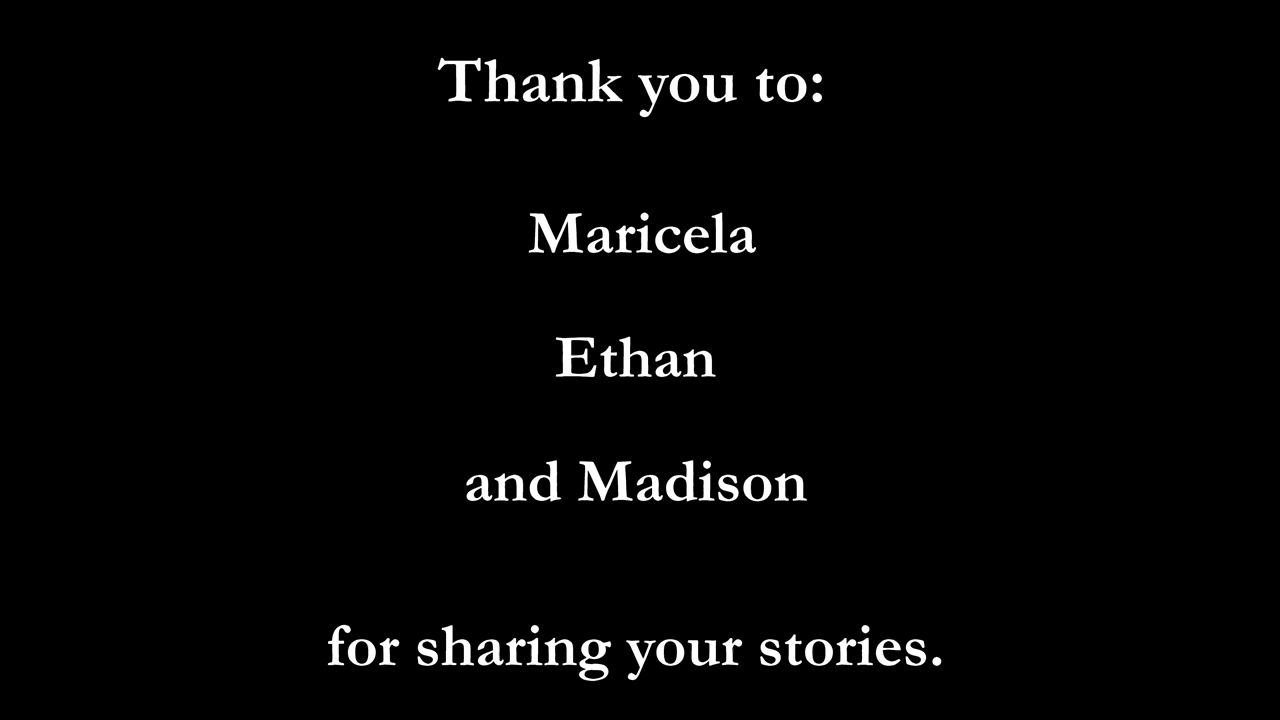 Thank you to:
Maricela
Ethan
and Madison
for sharing your stories.